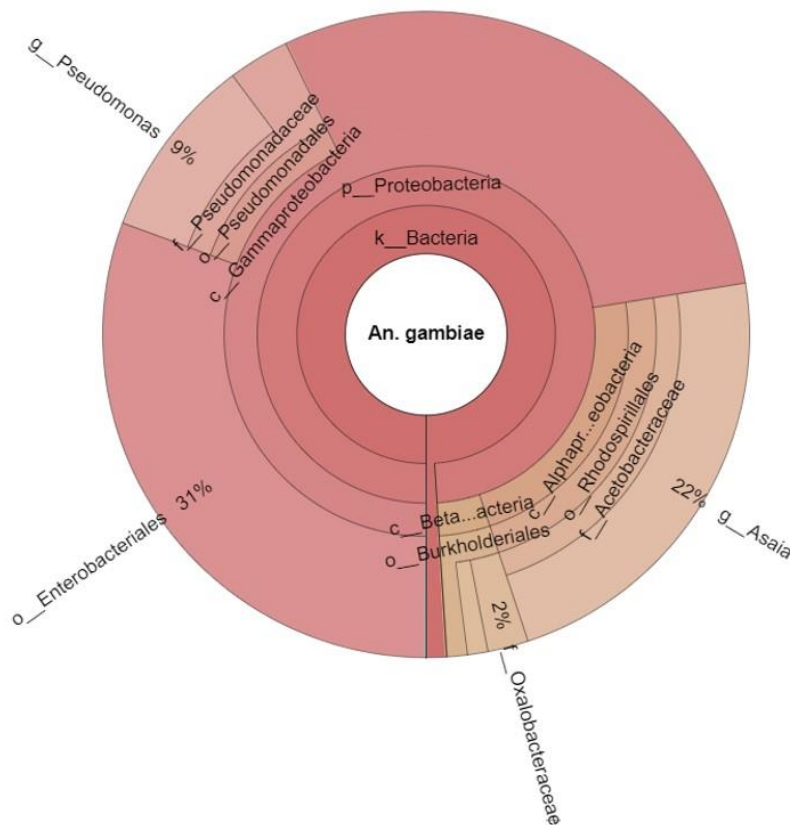 g__Pseudomonas 9%
f__Pseudomonadaceae
o__Pseudomonadales
c__Gammaproteobacteria
p__Proteobacteria
k__Bacteria
An. gambiae
c__Alphapr...eobacteria
o__Rhodospirillales
f__Acetobacteraceae
22% g__Asaia
c__Beta...acteria
o__Burkholderiales
2% f__Oxalobacteraceae
o__Enterobacteriales 31%